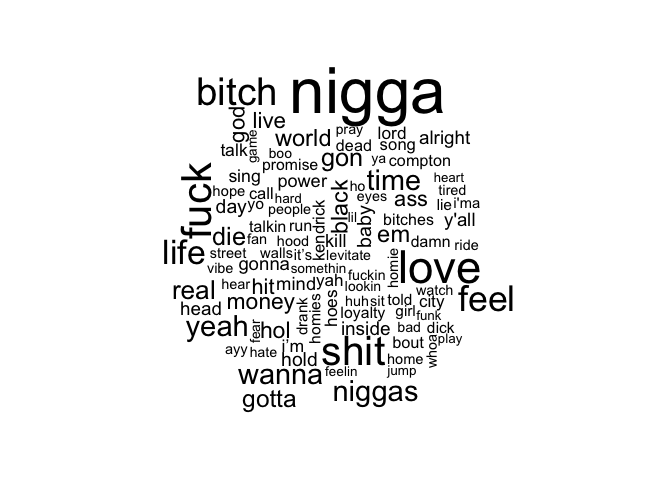 bitch nigga
god live
talk game world pray dead lord song alright
boo promise gon ya compton
sing hope call power time heart tired
fuck day yo hard people black lil ho eyes ass lie i'ma
baby bitches y'all
die talkin run kendrick em damn ride
fan hood kill
life street walls it's levitate homie love
vibe gonna somethin fuckin
real hear hit mind yah lookin watch feel
head money drank homies hoes huh sit told city
loyalty girl funk
yeah fear hol inside bad dick play
ayy hate i'm hold shit bout home whoa
wanna feelin jump
gotta niggas